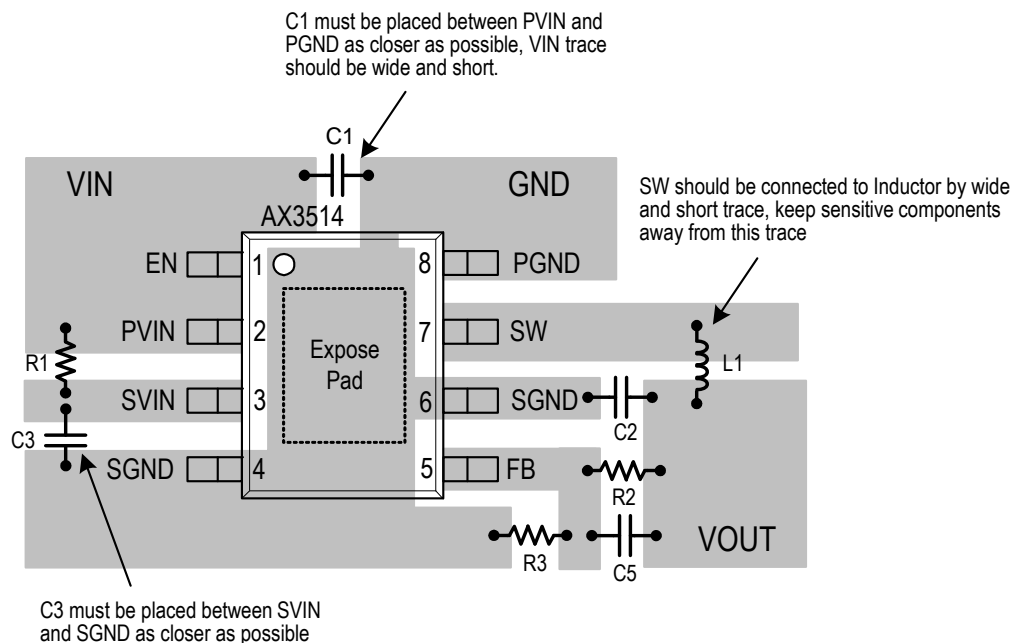 C1 must be placed between PVIN and
PGND as closer as possible, VIN trace
should be wide and short.
C1
VIN
GND
SW should be connected to Inductor by wide
and short trace, keep sensitive components
away from this trace
AX3514
EN
1
8
PGND
PVIN
2
7
SW
Expose
Pad
R1
L1
SVIN
3
6
SGND
C2
C3
SGND
4
5
FB
R2
R3
C5
VOUT
C3 must be placed between SVIN
and SGND as closer as possible